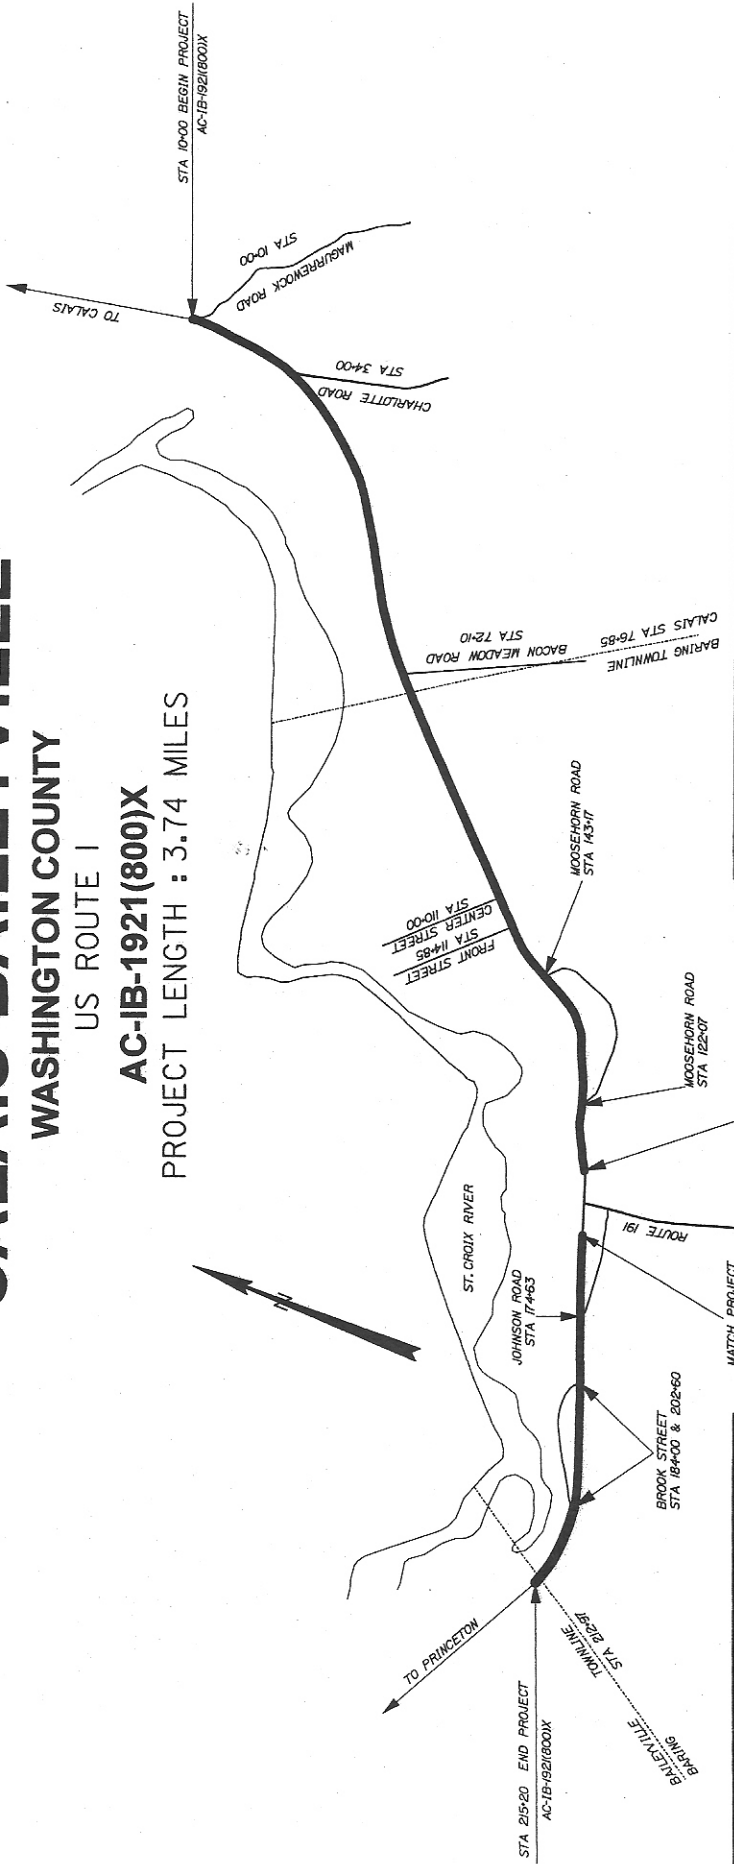 WASHINGTON COUNTY
US ROUTE 1
AC-IB-1921(800)X
PROJECT LENGTH : 3.74 MILES
STA 10+00 BEGIN PROJECT
AC-IB-1921(800)X
TO CALAIS
STA 10+00
MAGURREWOCK ROAD
STA 34+00
CHARLOTTE ROAD
STA 72+10
BACON MEADOW ROAD
CALAIS STA 76+85
BARING TOWNLINE
STA 110+00
CENTER STREET
STA 114+85
FRONT STREET
MOOSEHORN ROAD
STA 143+17
MOOSEHORN ROAD
STA 122+07
ROUTE 191
ST. CROIX RIVER
N
JOHNSON ROAD
STA 174+63
MATCH PROJECT
BROOK STREET
STA 184+00 & 202+60
TO PRINCETON
STA 215+20 END PROJECT
AC-IB-1921(800)X
TOWNLINE
STA 212+97
BAILEYVILLE
BARING